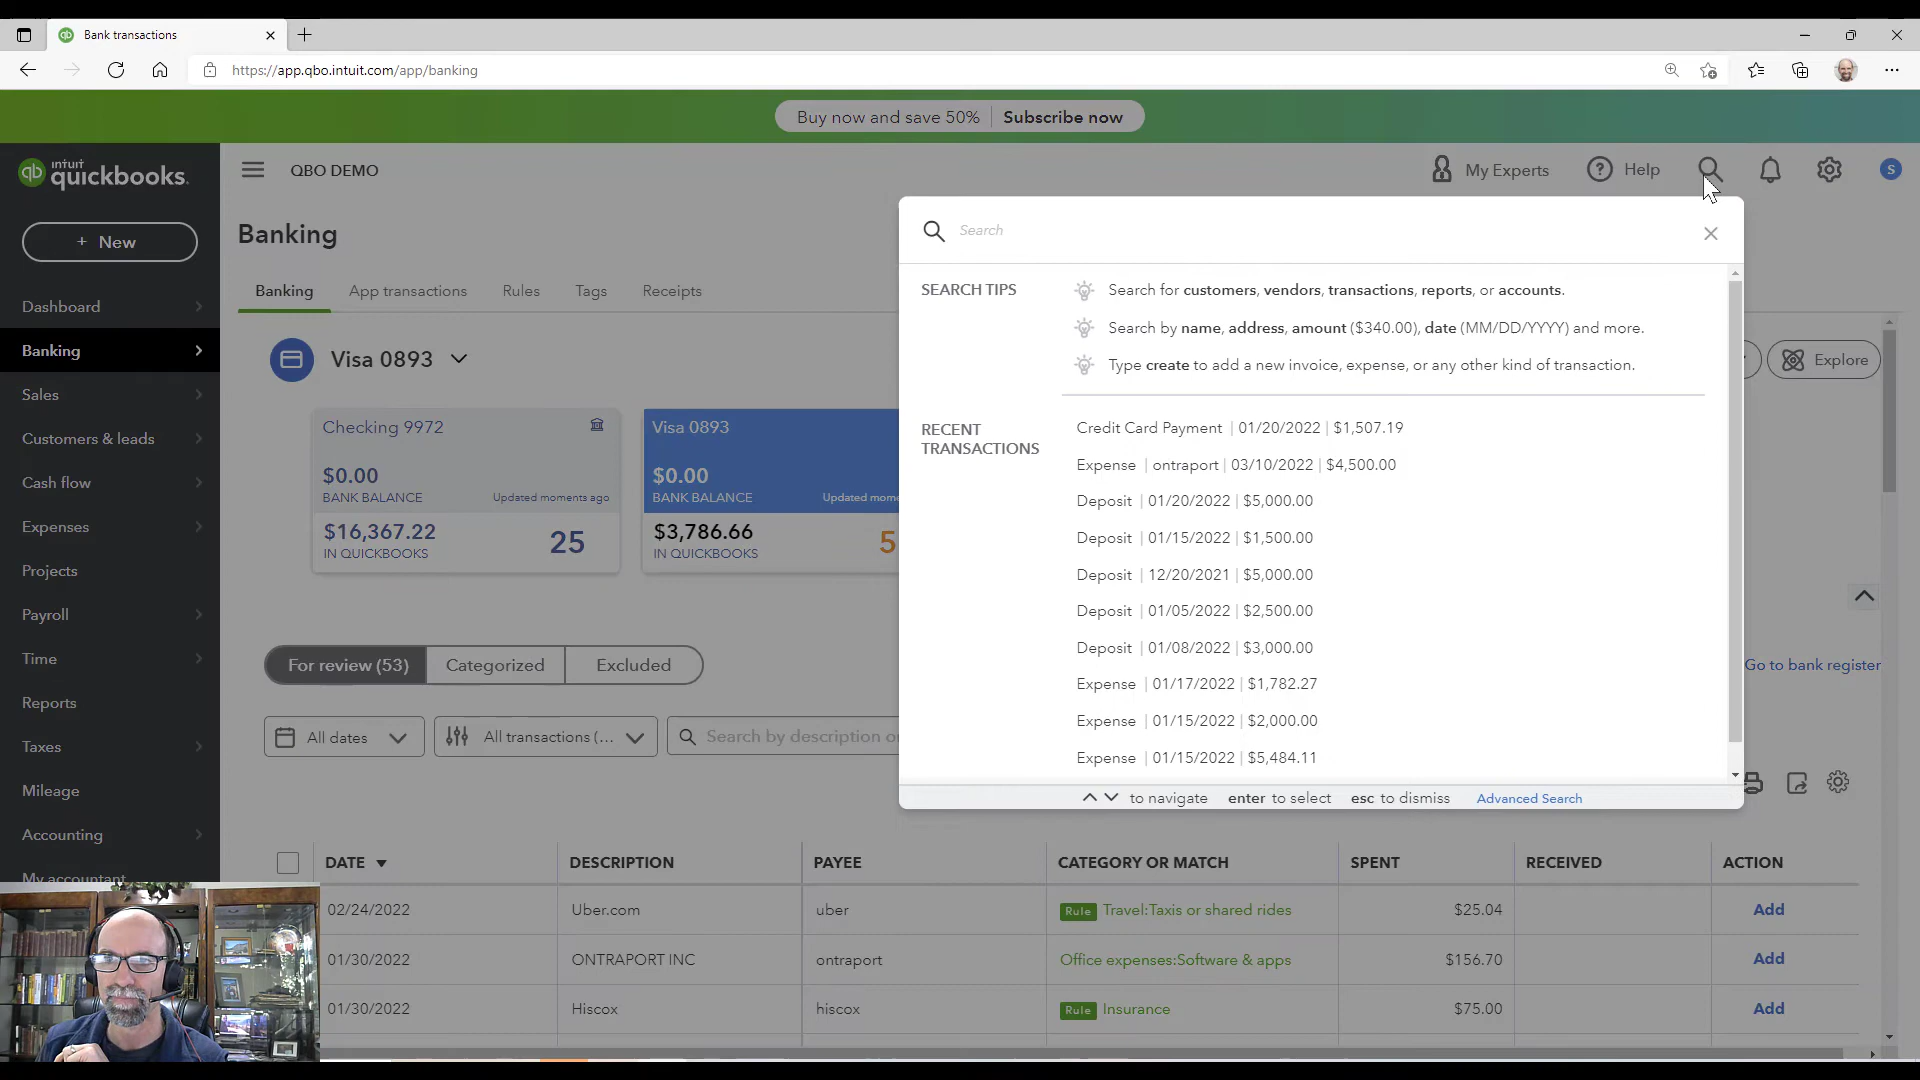 Bank transactions
https://app.qbo.intuit.com/app/banking
Buy now and save 50% Subscribe now
intuit quickbooks.
QBO DEMO
My Experts
Help
S
+ New
Dashboard
Banking
Sales
Customers & leads
Cash flow
Expenses
Projects
Payroll
Time
Reports
Taxes
Mileage
Accounting
My accountant
Banking
Banking App transactions Rules Tags Receipts
Visa 0893
Explore
Checking 9972
$0.00
BANK BALANCE Updated moments ago
$16,367.22
IN QUICKBOOKS
25
Visa 0893
$0.00
BANK BALANCE Updated mome
$3,786.66
IN QUICKBOOKS
5
For review (53) Categorized Excluded
Go to bank register
All dates
All transactions (...
Search by description o
Search
SEARCH TIPS
Search for customers, vendors, transactions, reports, or accounts.
Search by name, address, amount ($340.00), date (MM/DD/YYYY) and more.
Type create to add a new invoice, expense, or any other kind of transaction.
RECENT
TRANSACTIONS
Credit Card Payment | 01/20/2022 | $1,507.19
Expense | ontraport | 03/10/2022 | $4,500.00
Deposit | 01/20/2022 | $5,000.00
Deposit | 01/15/2022 | $1,500.00
Deposit | 12/20/2021 | $5,000.00
Deposit | 01/05/2022 | $2,500.00
Deposit | 01/08/2022 | $3,000.00
Expense | 01/17/2022 | $1,782.27
Expense | 01/15/2022 | $2,000.00
Expense | 01/15/2022 | $5,484.11
to navigate enter to select esc to dismiss Advanced Search
DATE DESCRIPTION PAYEE CATEGORY OR MATCH SPENT RECEIVED ACTION
02/24/2022 Uber.com uber Rule Travel:Taxis or shared rides $25.04 Add
01/30/2022 ONTRAPORT INC ontraport Office expenses:Software & apps $156.70 Add
01/30/2022 Hiscox hiscox Rule Insurance $75.00 Add